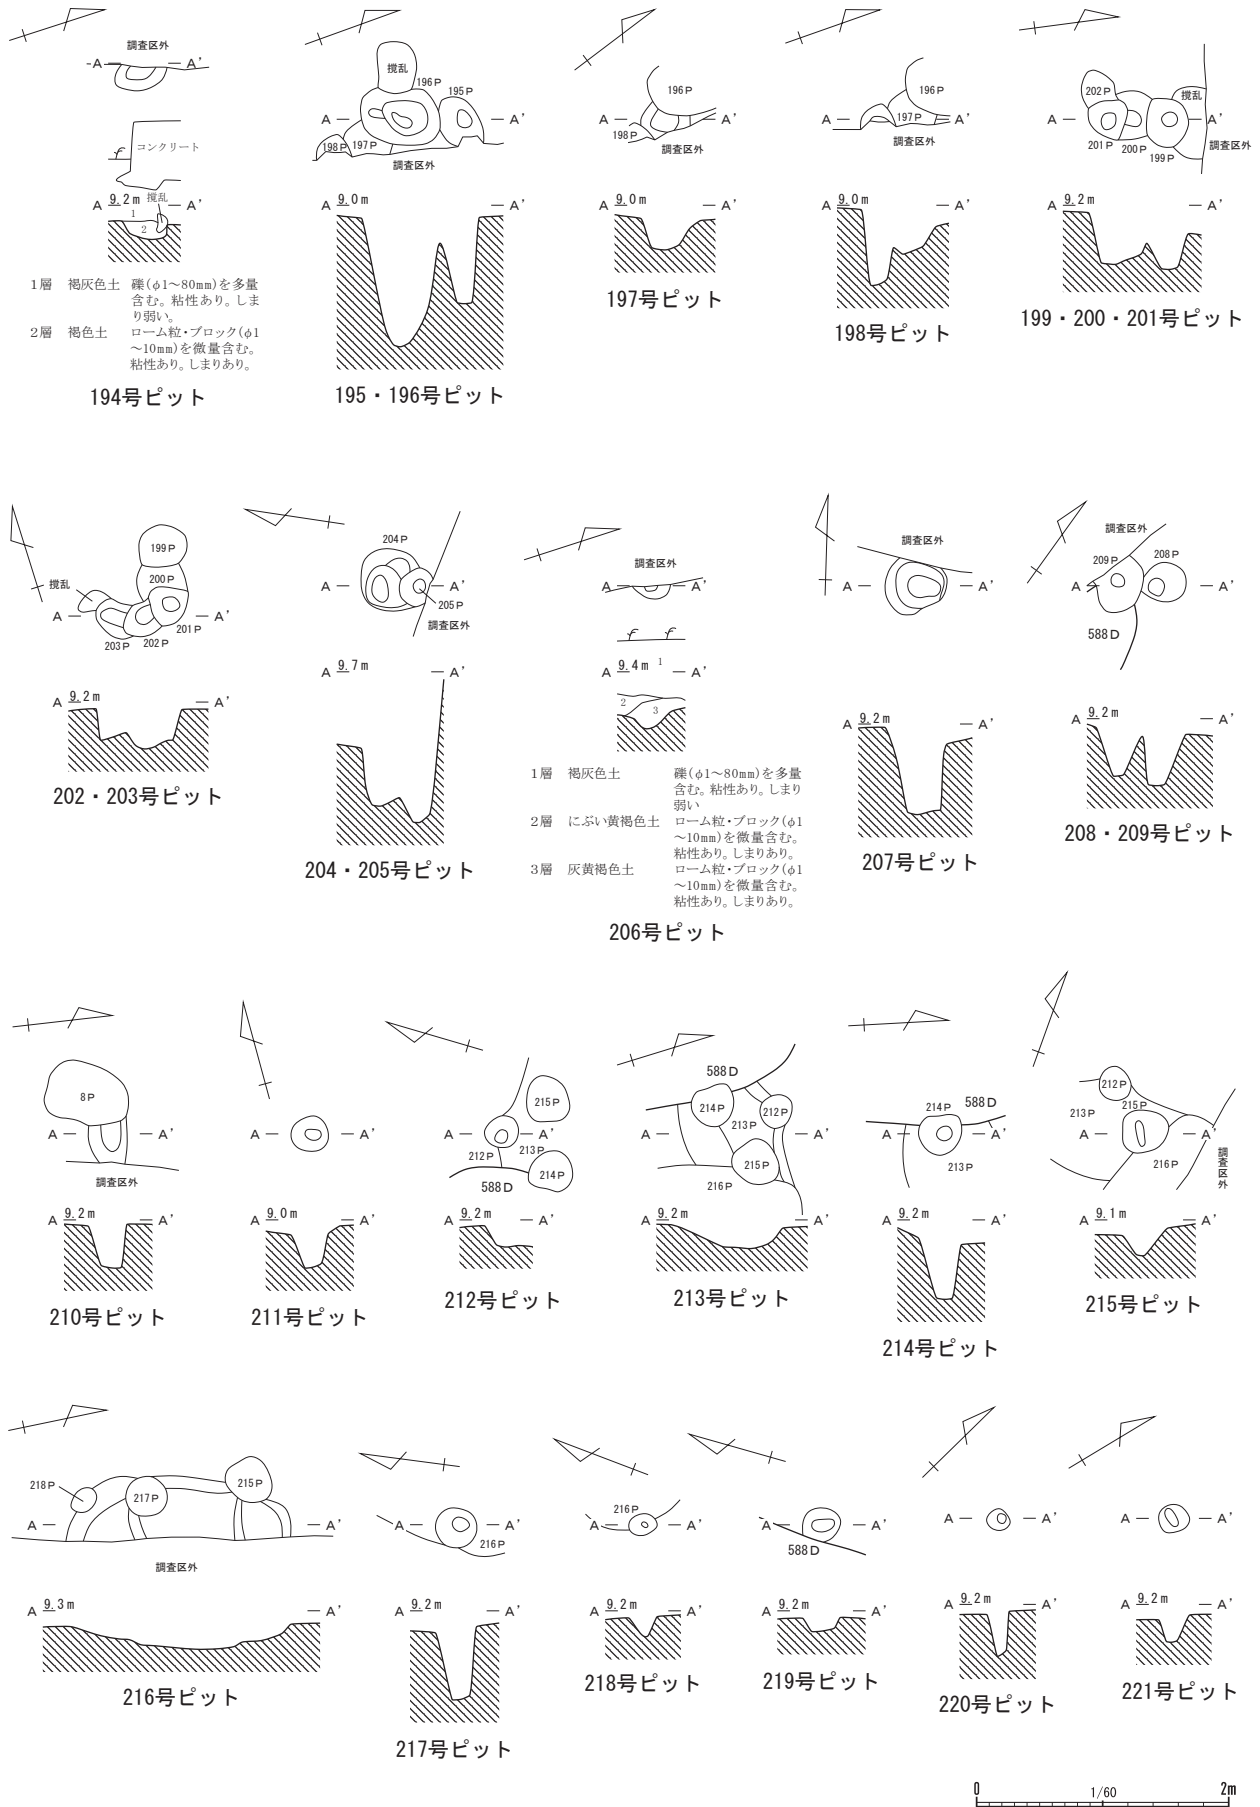 調査区外
A A'
コンクリート
A 9.2m 撹乱 A'
1
2
1層 褐灰色土 礫(φ1～80mm)を多量
含む。粘性あり。しま
り弱い。
2層 褐色土 ローム粒・ブロック(φ1
～10mm)を微量含む。
粘性あり。しまりあり。
194号ピット
撹乱
196P
195P
A A'
198P 197P
調査区外
A 9.0m A'
195・196号ピット
196P
A A'
198P
調査区外
A 9.0m A'
197号ピット
196P
A A'
197P
調査区外
A 9.0m A'
198号ピット
202P
撹乱
A A'
201P 200P 199P
調査区外
A 9.2m A'
199・200・201号ピット
199P
撹乱
200P
A A'
203P 202P 201P
A 9.2m A'
202・203号ピット
204P
A A'
205P
調査区外
A 9.7m A'
204・205号ピット
調査区外
A A'
A 9.4m 1 A'
2
3
1層 褐灰色土 礫(φ1～80mm)を多量
含む。粘性あり。しまり
弱い
2層 にぶい黄褐色土 ローム粒・ブロック(φ1
～10mm)を微量含む。
粘性あり。しまりあり。
3層 灰黄褐色土 ローム粒・ブロック(φ1
～10mm)を微量含む。
粘性あり。しまりあり。
206号ピット
調査区外
A A'
A 9.2m A'
207号ピット
調査区外
209P 208P
A A'
588D
A 9.2m A'
208・209号ピット
8P
A A'
調査区外
A 9.2m A'
210号ピット
A A'
A 9.0m A'
211号ピット
215P
A A'
212P 213P
588D 214P
A 9.2m A'
212号ピット
588D
214P 212P
A 213P A'
215P
216P
A 9.2m A'
213号ピット
214P 588D
A A'
213P
A 9.2m A'
214号ピット
212P
213P 215P
A A'
216P
調査区外
A 9.1m A'
215号ピット
218P 217P 215P
A A'
調査区外
A 9.3m A'
216号ピット
A A'
216P
A 9.2m A'
217号ピット
216P
A A'
A 9.2m A'
218号ピット
A A'
588D
A 9.2m A'
219号ピット
A A'
A 9.2m A'
220号ピット
A A'
A 9.2m A'
221号ピット
0 1/60 2m